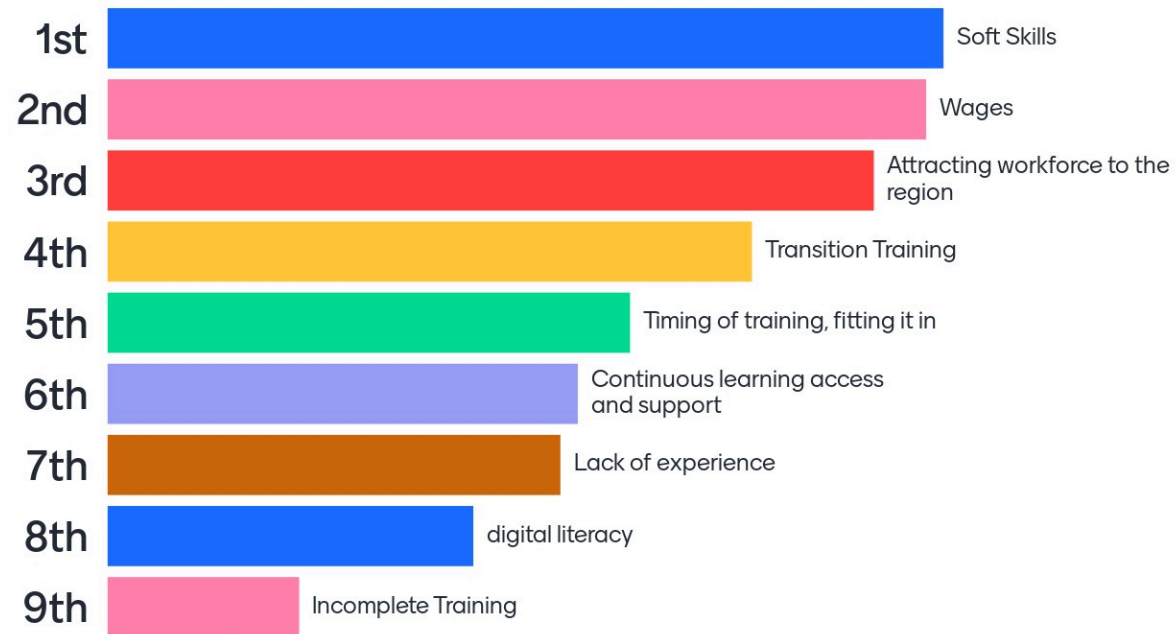 1st
Soft Skills
2nd
Wages
3rd
Attracting workforce to the
region
4th
Transition Training
5th
Timing of training, fitting it in
6th
Continuous learning access
and support
7th
Lack of experience
8th
digital literacy
9th
Incomplete Training